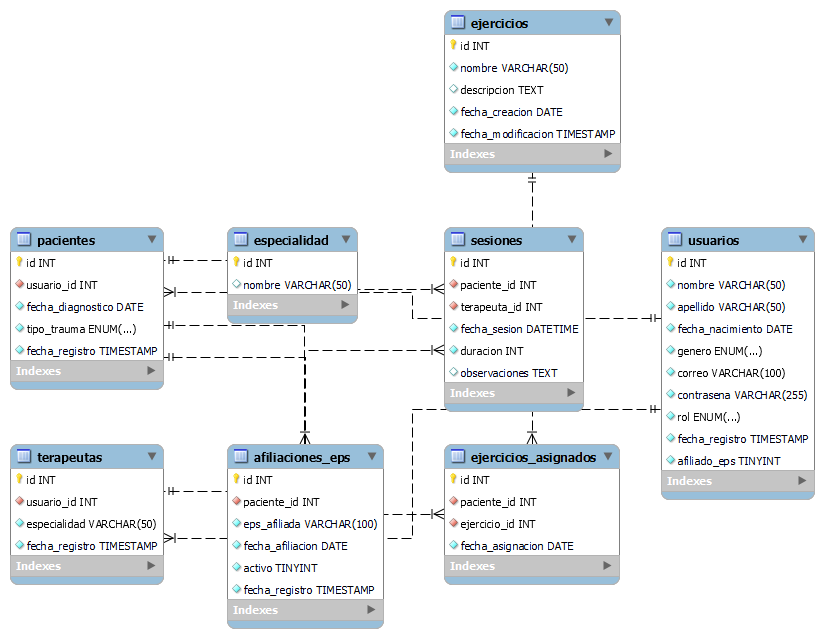 ejercicios
id INT
nombre VARCHAR(50)
descripcion TEXT
fecha_creacion DATE
fecha_modificacion TIMESTAMP
Indexes
pacientes
id INT
usuario_id INT
fecha_diagnostico DATE
tipo_trauma ENUM(...)
fecha_registro TIMESTAMP
Indexes
especialidad
id INT
nombre VARCHAR(50)
Indexes
sesiones
id INT
paciente_id INT
terapeuta_id INT
fecha_sesion DATETIME
duracion INT
observaciones TEXT
Indexes
usuarios
id INT
nombre VARCHAR(50)
apellido VARCHAR(50)
fecha_nacimiento DATE
genero ENUM(...)
correo VARCHAR(100)
contrasena VARCHAR(255)
rol ENUM(...)
fecha_registro TIMESTAMP
afiliado_eps TINYINT
Indexes
terapeutas
id INT
usuario_id INT
especialidad VARCHAR(50)
fecha_registro TIMESTAMP
Indexes
afiliaciones_eps
id INT
paciente_id INT
eps_afiliada VARCHAR(100)
fecha_afiliacion DATE
activo TINYINT
fecha_registro TIMESTAMP
Indexes
ejercicios_asignados
id INT
paciente_id INT
ejercicio_id INT
fecha_asignacion DATE
Indexes